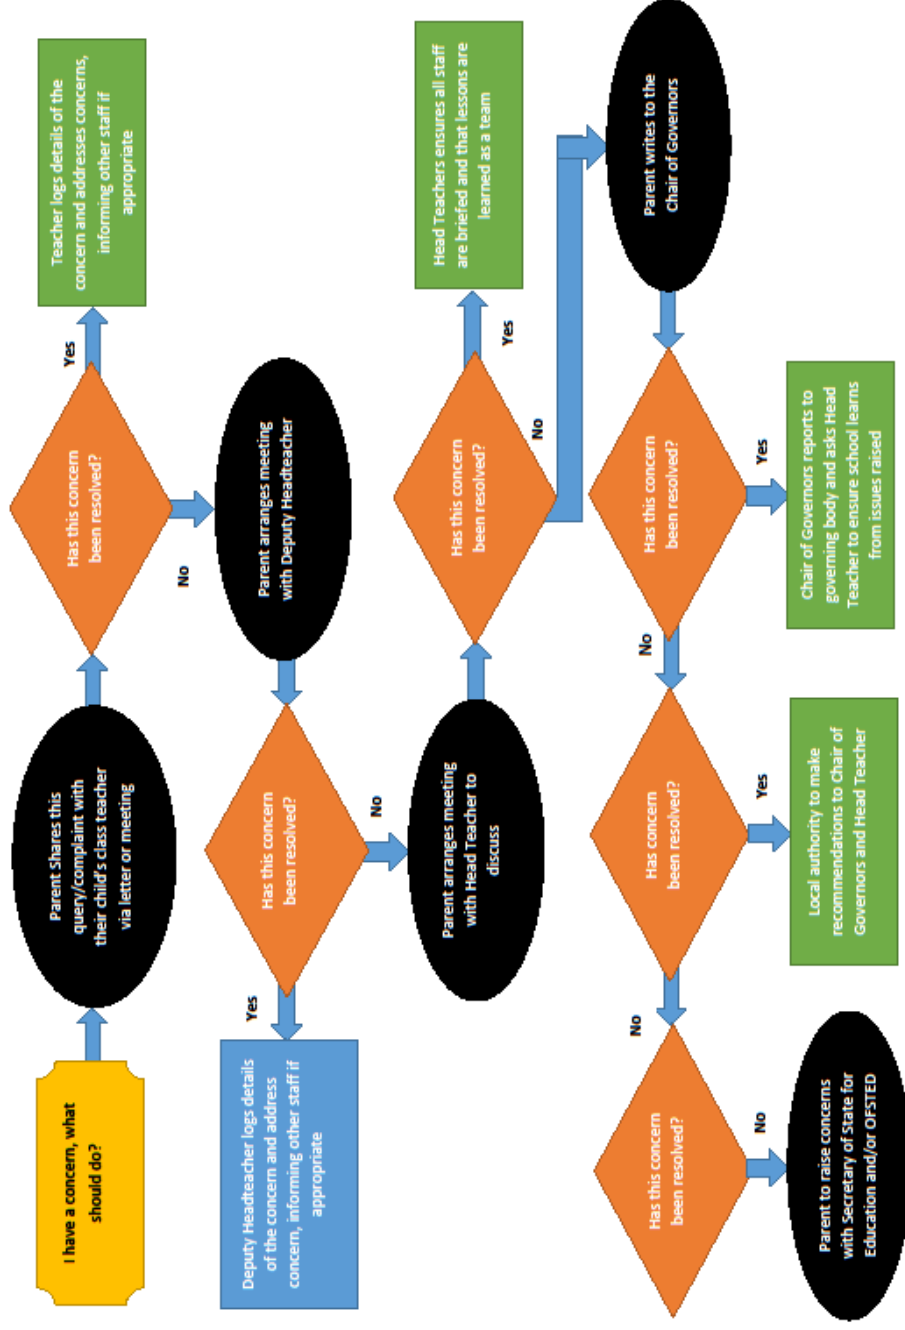 I have a concern, what
should do?
Parent Shares this
query/complaint with
their child's class teacher
via letter or meeting
Has this concern
been resolved?
Yes
Teacher logs details of the
concern and addresses concerns,
informing other staff if
appropriate
No
Parent arranges meeting
with Deputy Headteacher
Has this concern
been resolved?
Yes
Deputy Headteacher logs details
of the concern and address
concern, informing other staff if
appropriate
No
Parent arranges meeting
with Head Teacher to
discuss
Has this concern
been resolved?
Yes
Head Teachers ensures all staff
are briefed and that lessons are
learned as a team
No
Parent writes to the
Chair of Governors
Has this concern
been resolved?
Yes
Chair of Governors reports to
governing body and asks Head
Teacher to ensure school learns
from issues raised
No
Has concern
been resolved?
Yes
Local authority to make
recommendations to Chair of
Governors and Head Teacher
No
Has this concern
been resolved?
No
Parent to raise concerns
with Secretary of State for
Education and/or OFSTED